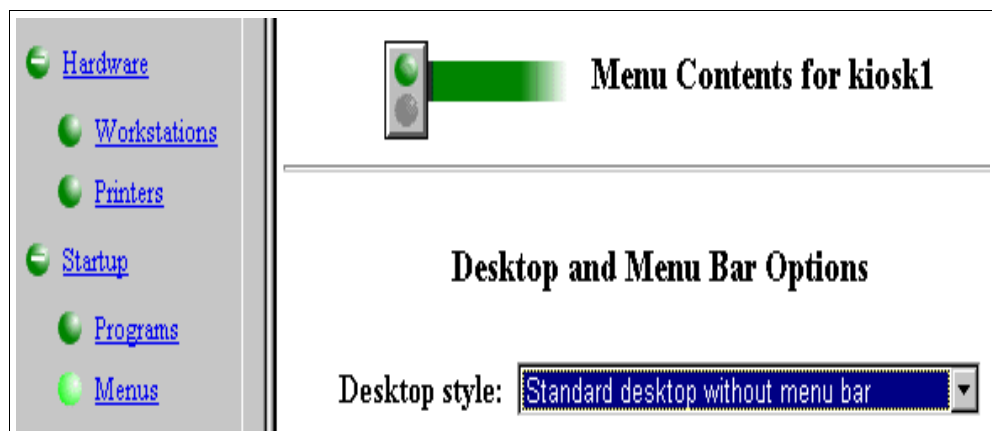 Hardware
Workstations
Printers
Startup
Programs
Menus
Menu Contents for kiosk1
Desktop and Menu Bar Options
Desktop style: Standard desktop without menu bar